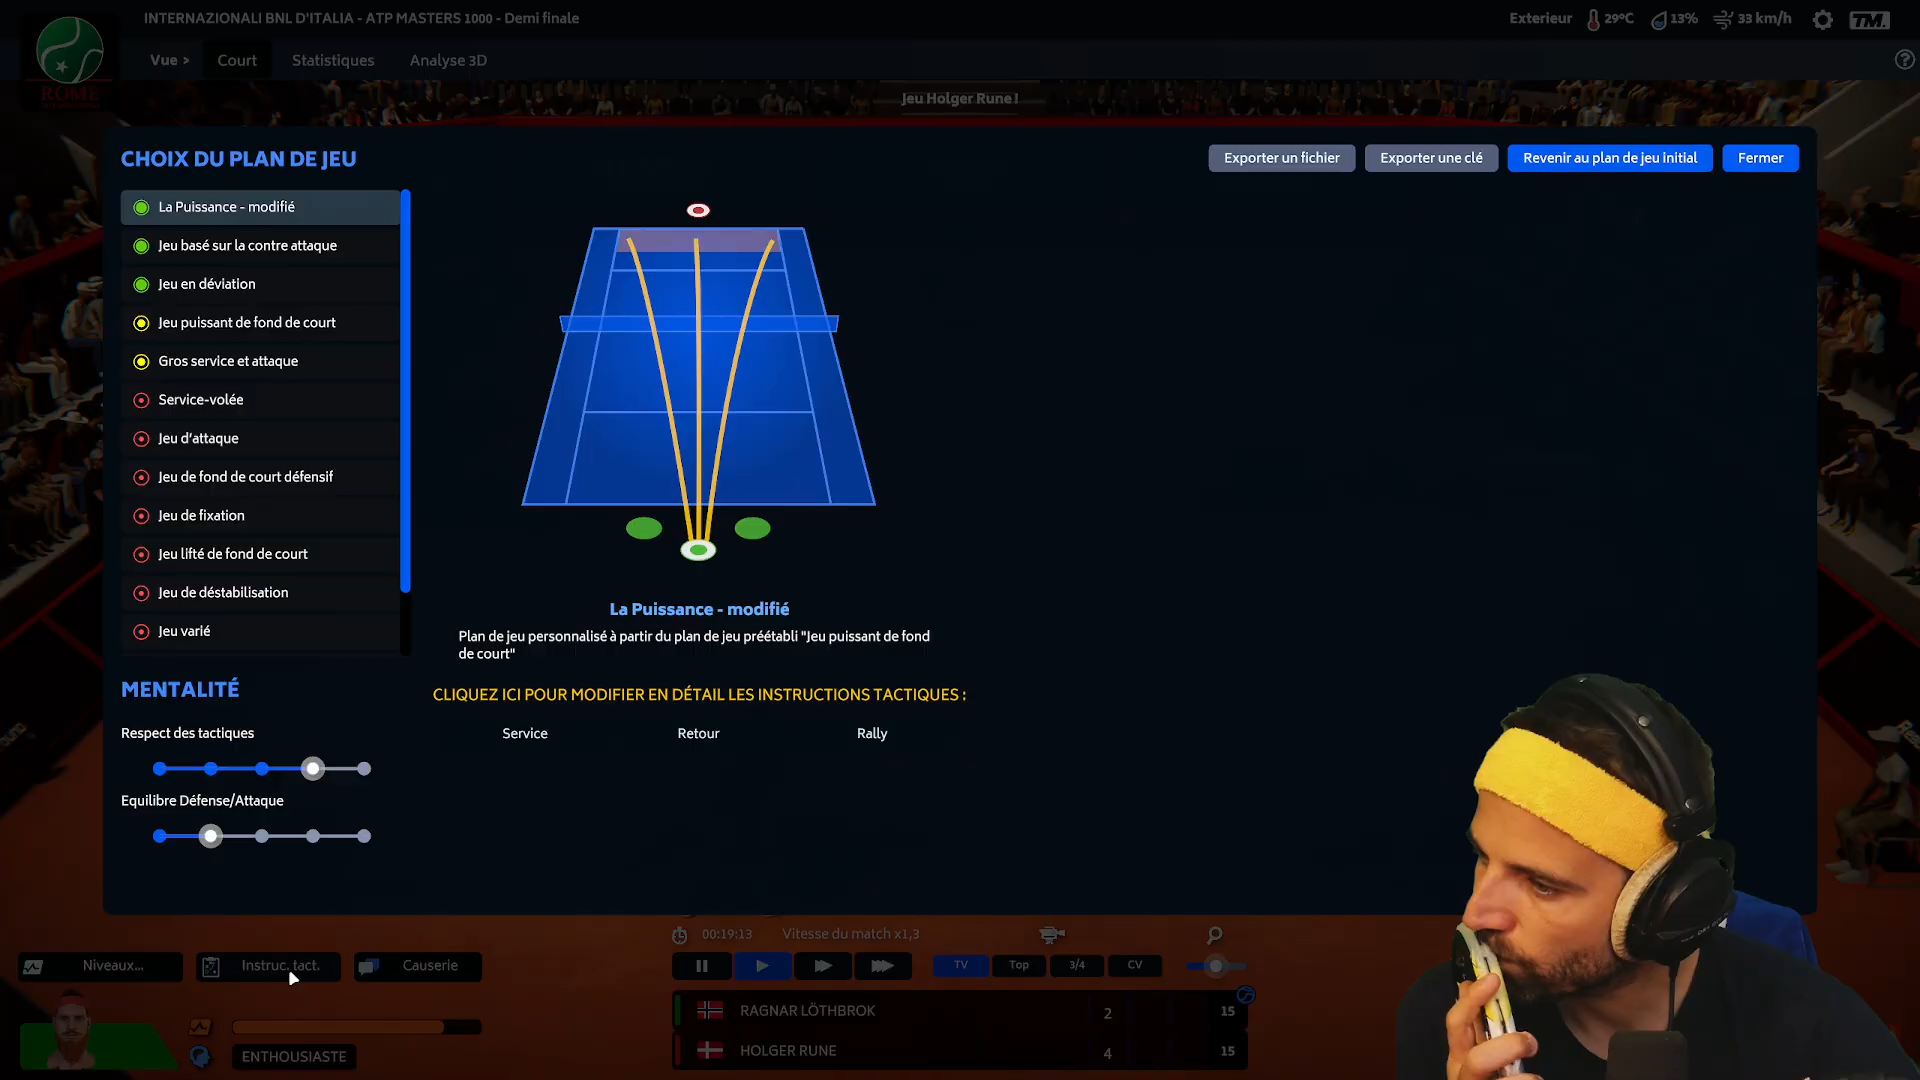 INTERNAZIONALI BNL D'ITALIA - ATP MASTERS 1000 - Demi finale
Exterieur 29°C 13% 33 km/h TM.
Vue > Court Statistiques Analyse 3D
ROME
Jeu Holger Rune !
CHOIX DU PLAN DE JEU
Exporter un fichier Exporter une clé Revenir au plan de jeu initial Fermer
La Puissance - modifié
Jeu basé sur la contre attaque
Jeu en déviation
Jeu puissant de fond de court
Gros service et attaque
Service-volée
Jeu d'attaque
Jeu de fond de court défensif
Jeu de fixation
Jeu lifté de fond de court
Jeu de déstabilisation
Jeu varié
La Puissance - modifié
Plan de jeu personnalisé à partir du plan de jeu préétabli "Jeu puissant de fond
de court"
CLIQUEZ ICI POUR MODIFIER EN DÉTAIL LES INSTRUCTIONS TACTIQUES :
Service Retour Rally
MENTALITÉ
Respect des tactiques
Equilibre Défense/Attaque
00:19:13 Vitesse du match x1,3
Niveaux... Instruc. tact. Causerie
TV Top 3/4 CV
RAGNAR LÖTHBROK 2 15
HOLGER RUNE 4 15
ENTHOUSIASTE